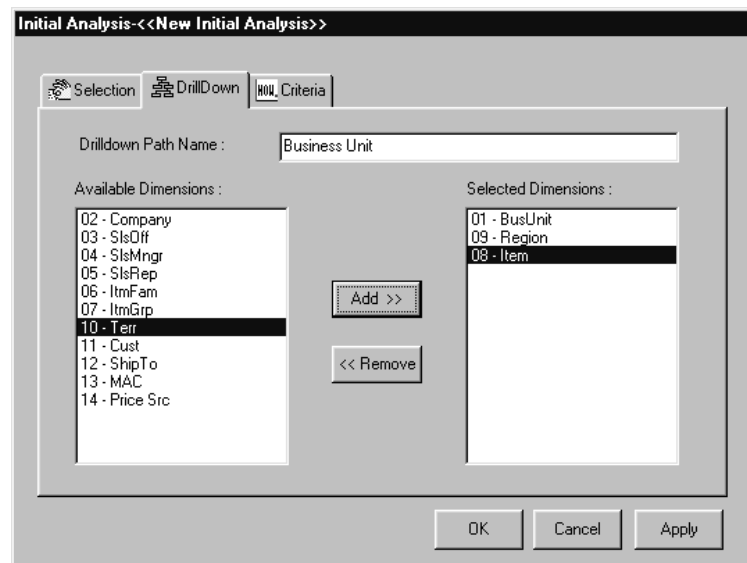 Initial Analysis-<<New Initial Analysis>>
Selection
DrillDown
HOW.
Criteria
Drilldown Path Name :
Business Unit
Available Dimensions :
02 - Company
03 - SlsOff
04 - SlsMngr
05 - SlsRep
06 - ItmFam
07 - ItmGrp
10 - Terr
11 - Cust
12 - ShipTo
13 - MAC
14 - Price Src
Add >>
<< Remove
Selected Dimensions :
01 - BusUnit
09 - Region
08 - Item
OK
Cancel
Apply